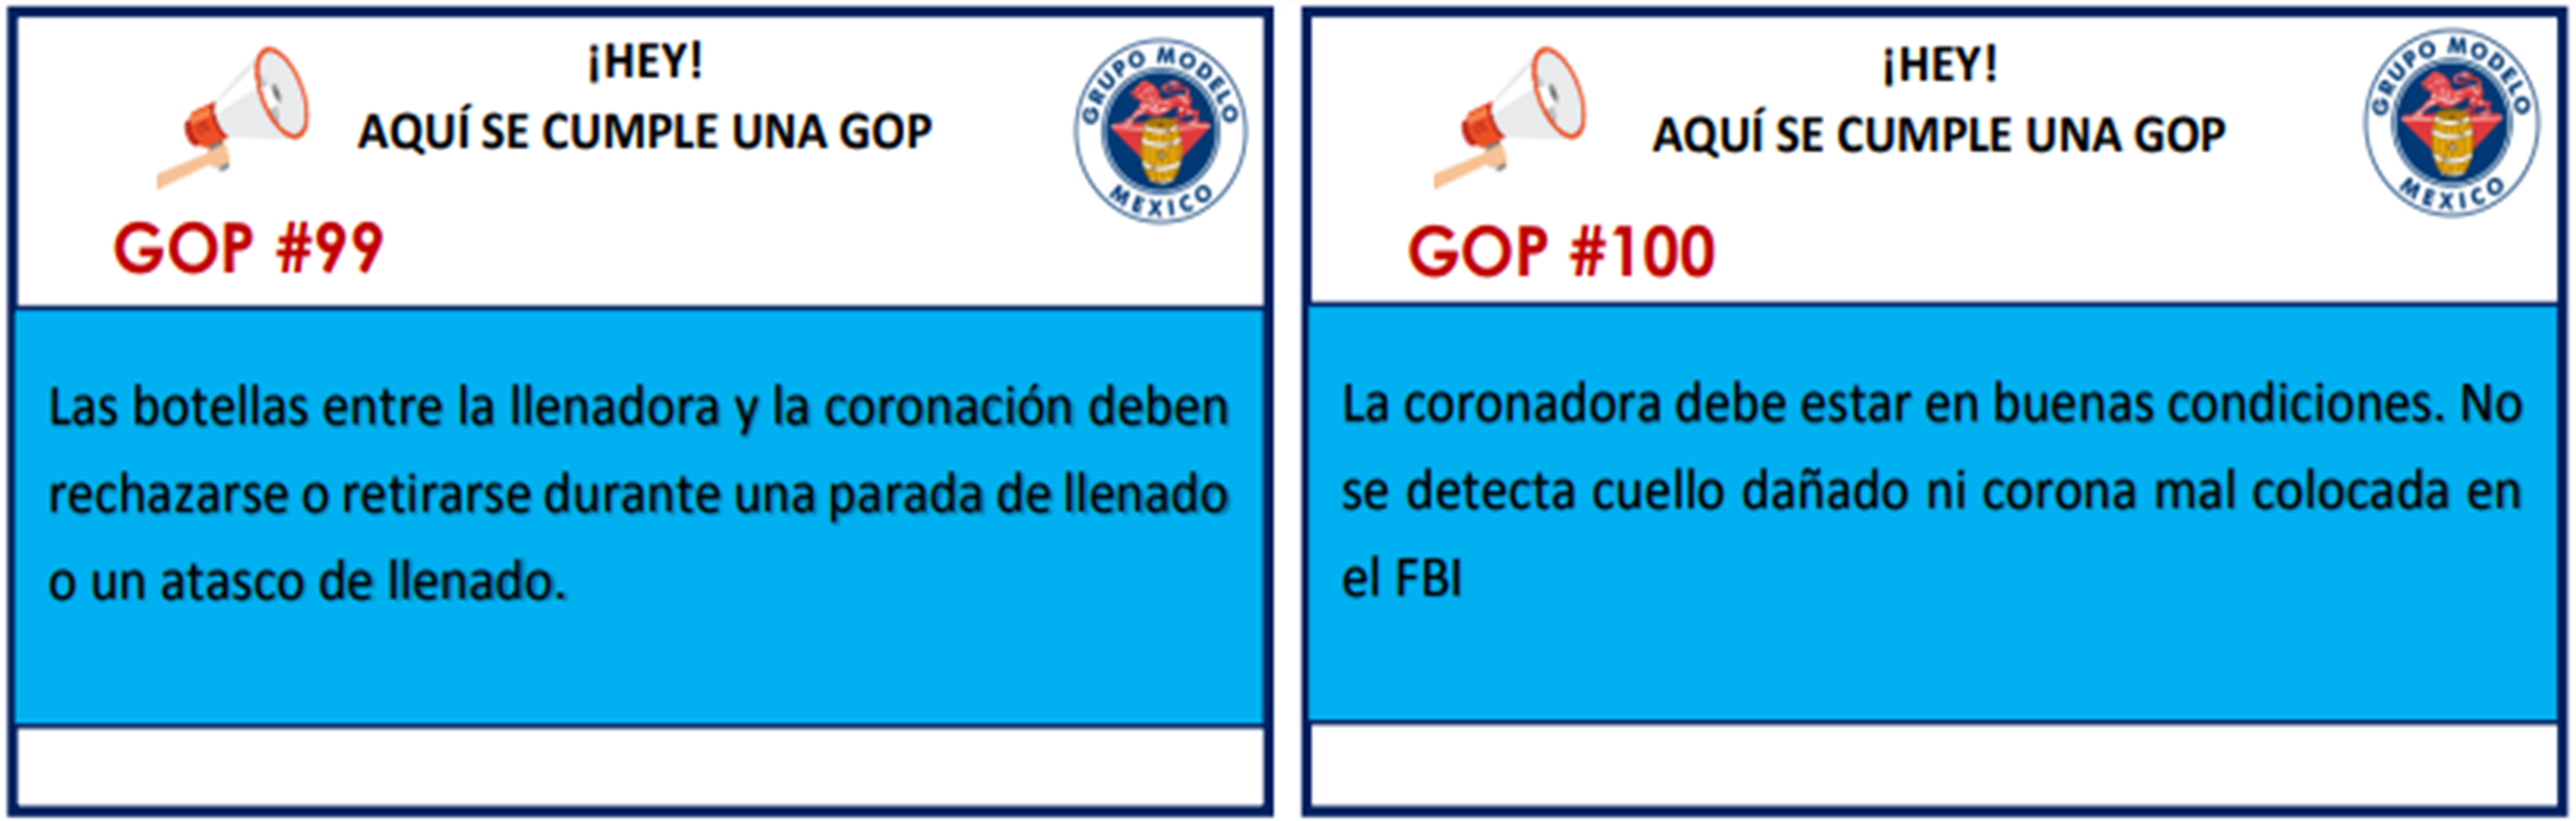 ¡HEY!
AQUÍ SE CUMPLE UNA GOP
GRUPO MODELO
MEXICO
GOP #99
Las botellas entre la llenadora y la coronación deben
rechazarse o retirarse durante una parada de llenado
o un atasco de llenado.
¡HEY!
AQUÍ SE CUMPLE UNA GOP
GRUPO MODELO
MEXICO
GOP #100
La coronadora debe estar en buenas condiciones. No
se detecta cuello dañado ni corona mal colocada en
el FBI